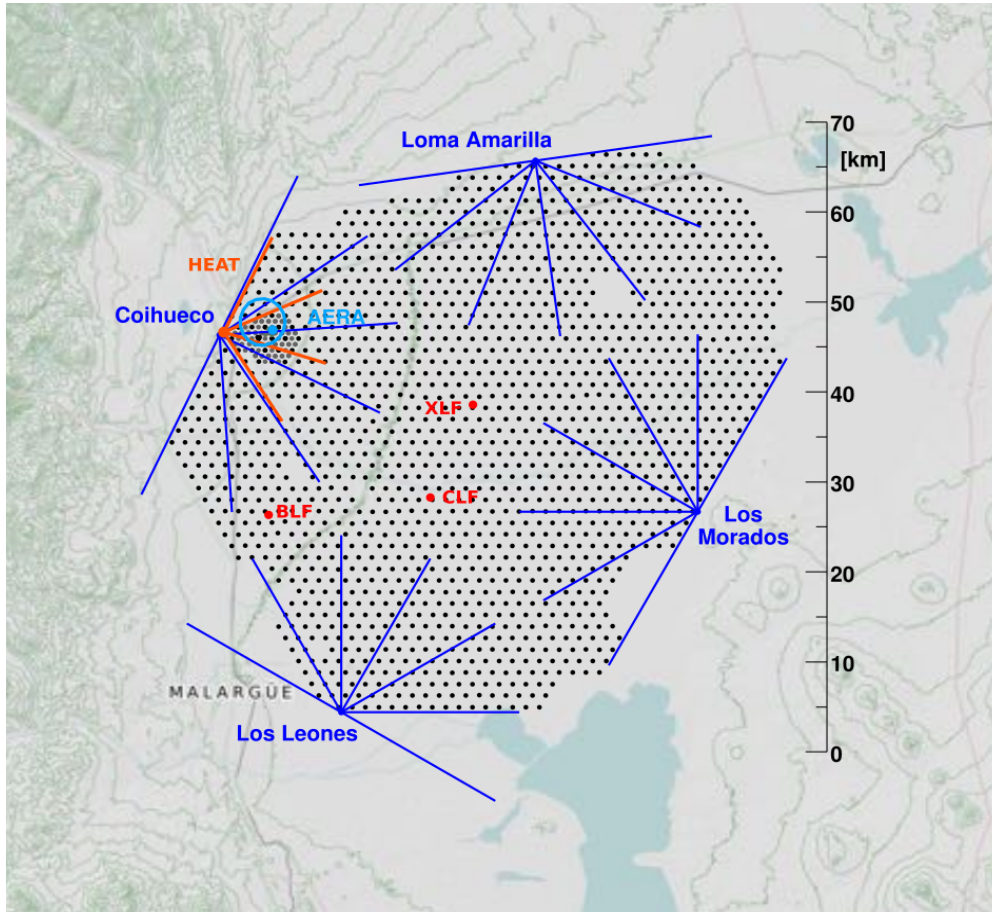 Loma Amarilla
70
[km]
60
HEAT
Coihueco
AERA
50
40
XLF
30
CLF
BLF
Los
Morados
20
10
MALARGÜE
Los Leones
0